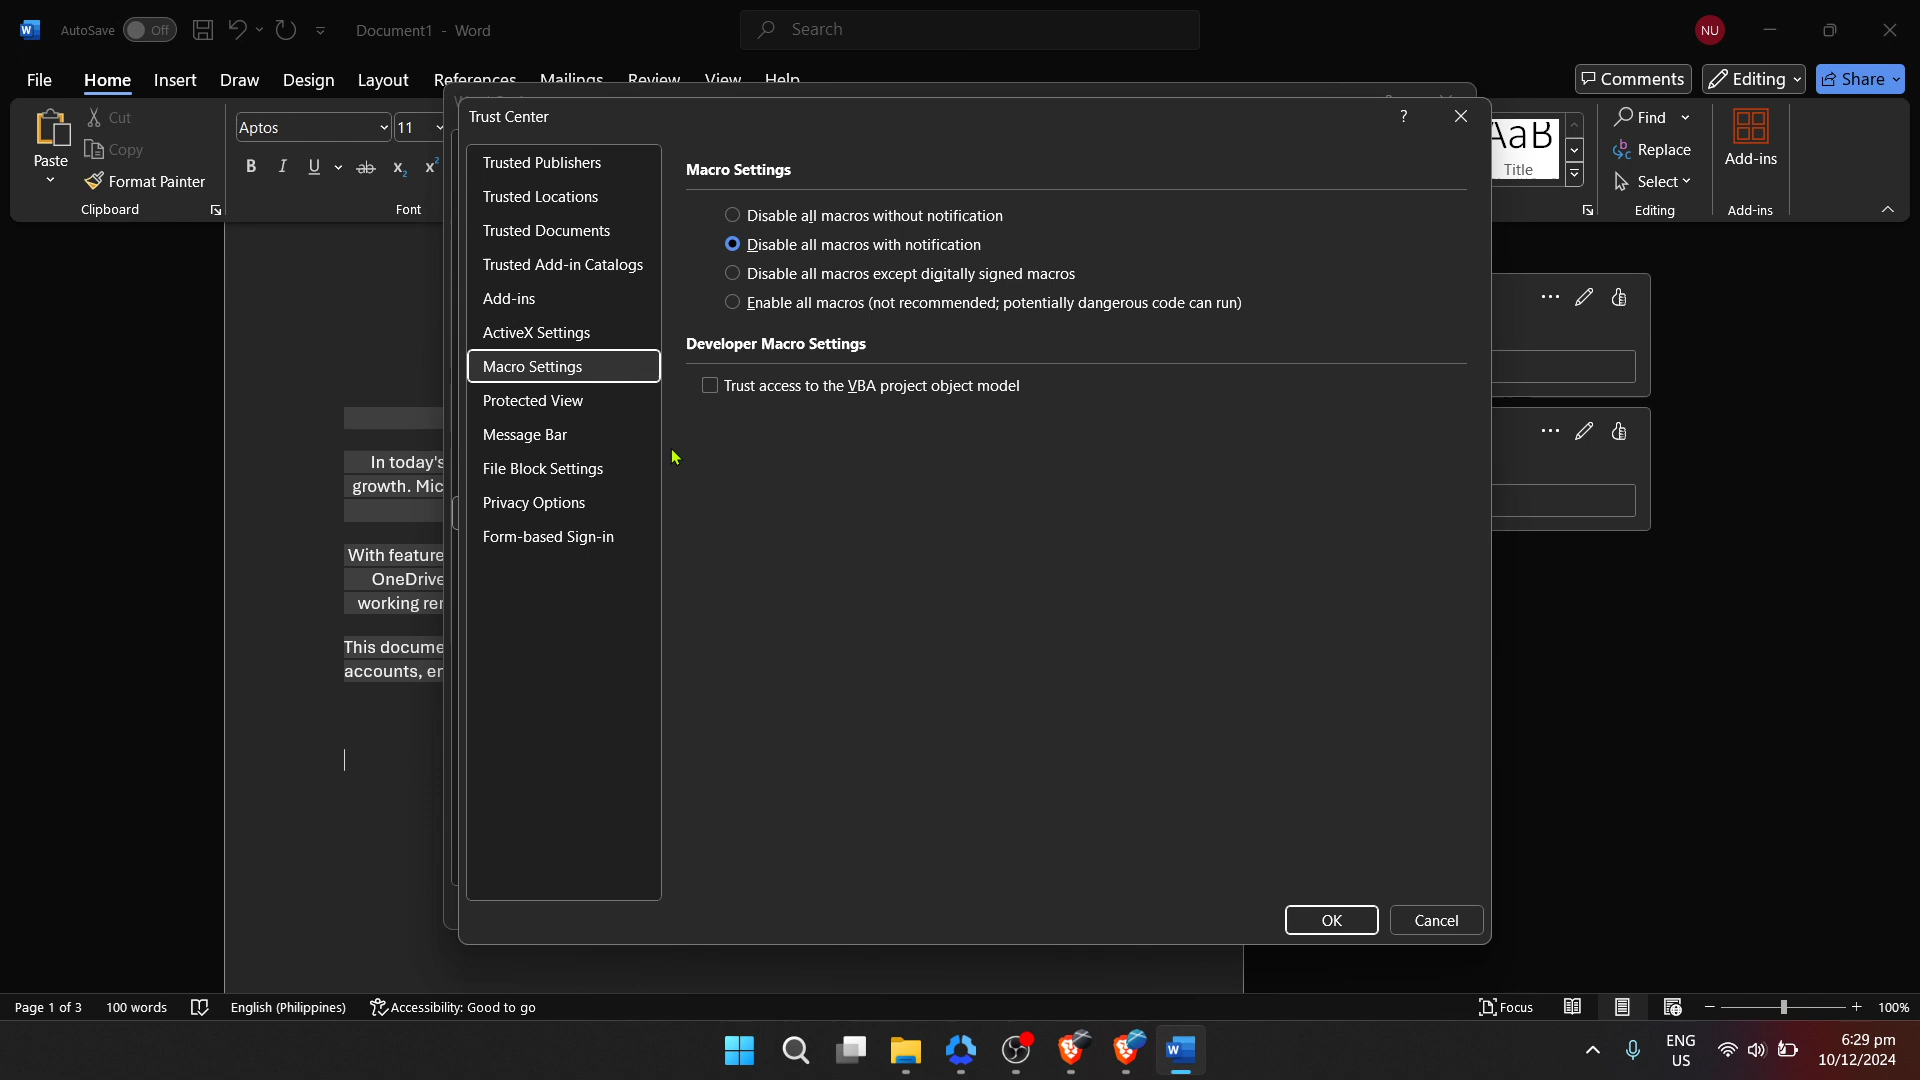 W AutoSave Off Document1 - Word Search NU
File Home Insert Draw Design Layout References Mailings Review View Help Comments Editing Share
Paste
Cut
Copy
Format Painter
Clipboard
Aptos 11
B I U ab x₂ x²
Font
AaB
Title
Find
Replace
Select
Editing
Add-ins
Add-ins
Trust Center ?
Trusted Publishers
Trusted Locations
Trusted Documents
Trusted Add-in Catalogs
Add-ins
ActiveX Settings
Macro Settings
Protected View
Message Bar
File Block Settings
Privacy Options
Form-based Sign-in
Macro Settings
Disable all macros without notification
Disable all macros with notification
Disable all macros except digitally signed macros
Enable all macros (not recommended; potentially dangerous code can run)
Developer Macro Settings
Trust access to the VBA project object model
OK Cancel
In today's
growth. Mic
With feature
OneDrive
working rer
This docume
accounts, er
Page 1 of 3 100 words English (Philippines) Accessibility: Good to go Focus 100%
W
ENG
US
6:29 pm
10/12/2024